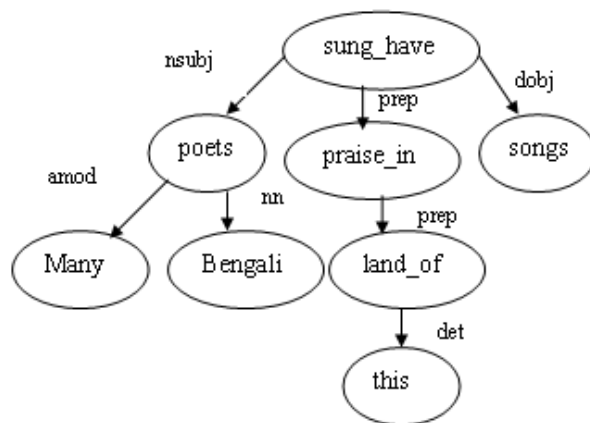 sung_have
nsubj
prep
dobj
poets
praise_in
songs
amod
nn
prep
Many
Bengali
land_of
det
this